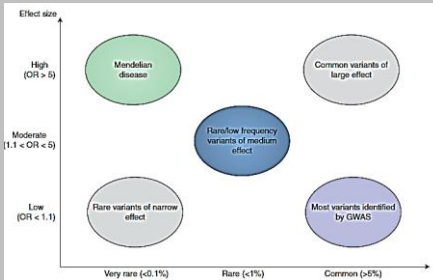 Effect size
High
(OR > 5)
Mendelian
disease
Common variants of
large effect
Moderate
(1.1 < OR < 5)
Rare/low frequency
variants of medium
effect
Low
(OR < 1.1)
Rare variants of narrow
effect
Most variants identified
by GWAS
Very rare (<0.1%)
Rare (<1%)
Common (>5%)